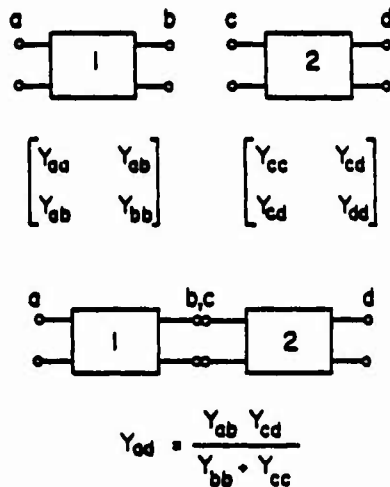 a b c d
1 2
[Yaa Yab] [Ycc Ycd]
[Yab Ybb] [Ycd Ydd]
a b,c d
1 2
Yad = Yab Ycd / Ybb + Ycc